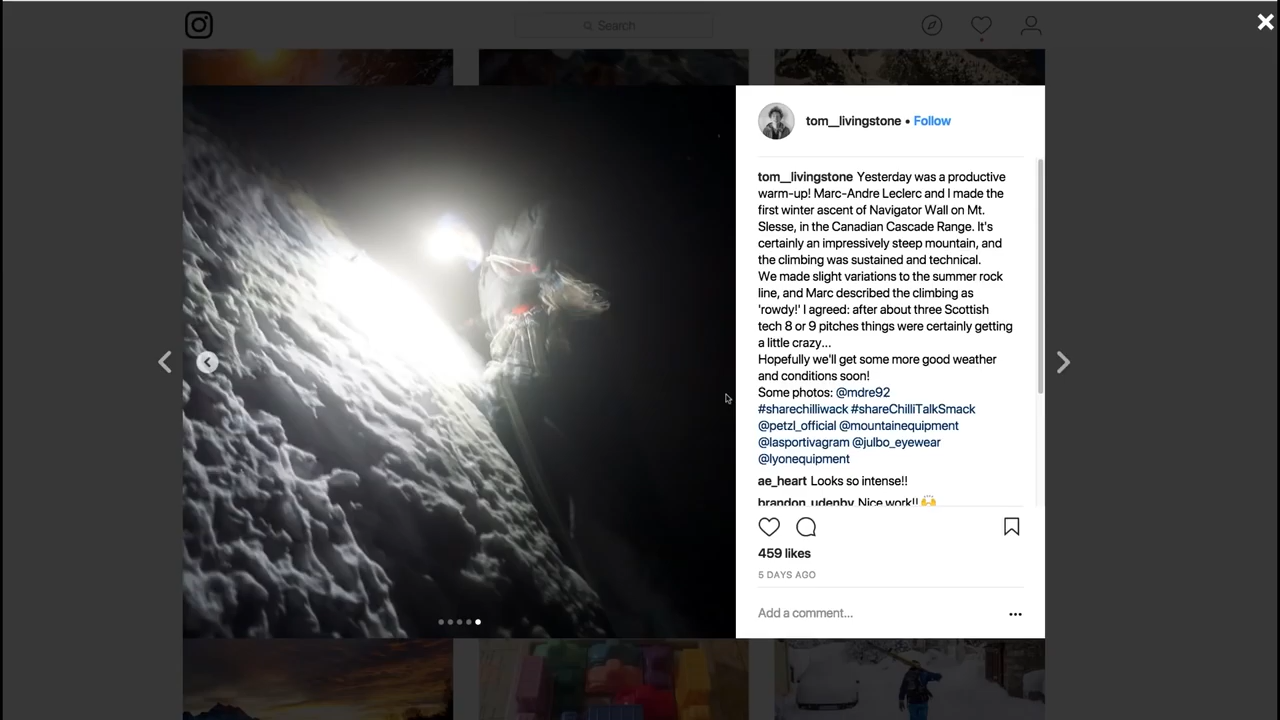 Search
tom__livingstone • Follow
tom__livingstone Yesterday was a productive
warm-up! Marc-Andre Leclerc and I made the
first winter ascent of Navigator Wall on Mt.
Slesse, in the Canadian Cascade Range. It's
certainly an impressively steep mountain, and
the climbing was sustained and technical.
We made slight variations to the summer rock
line, and Marc described the climbing as
'rowdy!' I agreed: after about three Scottish
tech 8 or 9 pitches things were certainly getting
a little crazy...
Hopefully we'll get some more good weather
and conditions soon!
Some photos: @mdre92
#sharechilliwack #shareChilliTalkSmack
@petzl_official @mountainequipment
@lasportivagram @julbo_eyewear
@lyonequipment
ae_heart Looks so intense!!
brandon_udenby Nice work!! 🙌
459 likes
5 DAYS AGO
Add a comment...